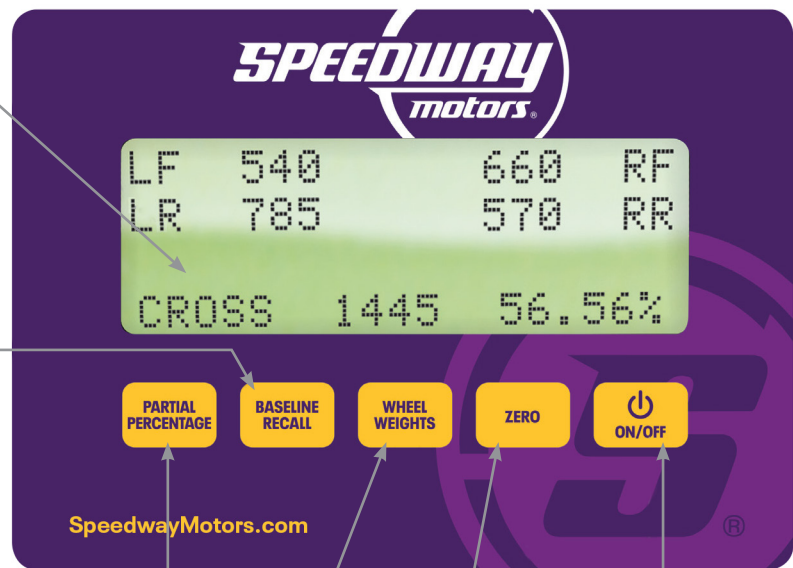 SPEEDWAY
motors®
LF 540 660 RF
LR 785 570 RR
CROSS 1445 56.56%
PARTIAL PERCENTAGE
BASELINE RECALL
WHEEL WEIGHTS
ZERO
ON/OFF
SpeedwayMotors.com
S
®